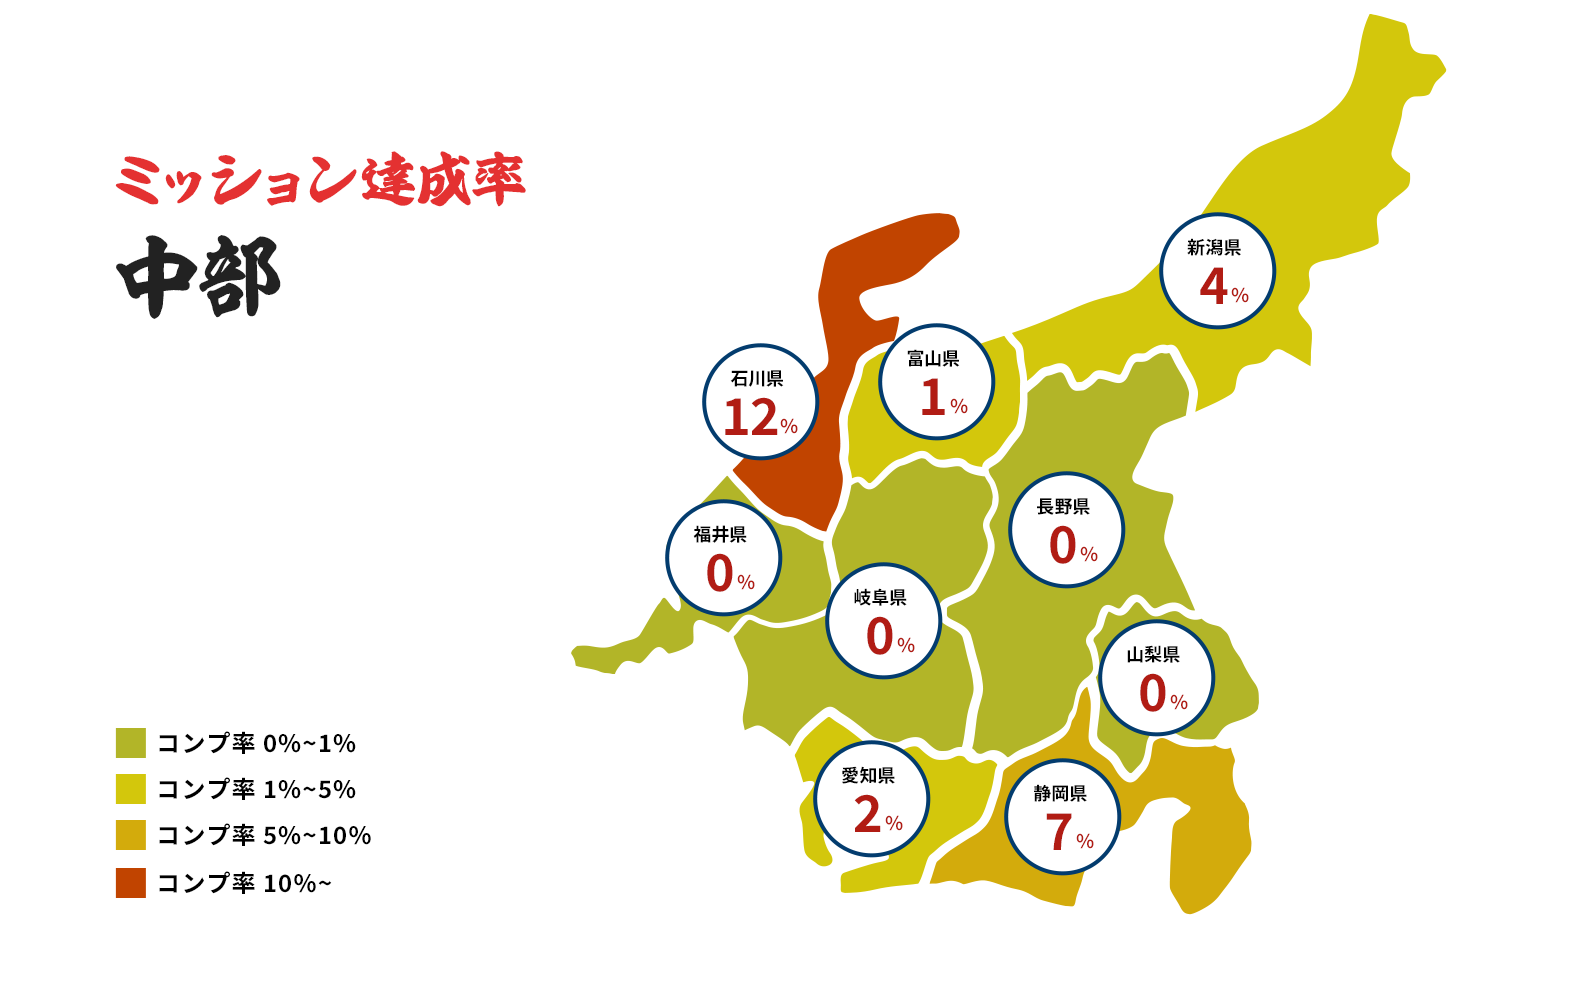 ミッション達成率
中部
新潟県
4%
富山県
1%
石川県
12%
長野県
0%
福井県
0%
岐阜県
0%
山梨県
0%
愛知県
2%
静岡県
7%
コンプ率 0%~1%
コンプ率 1%~5%
コンプ率 5%~10%
コンプ率 10%~